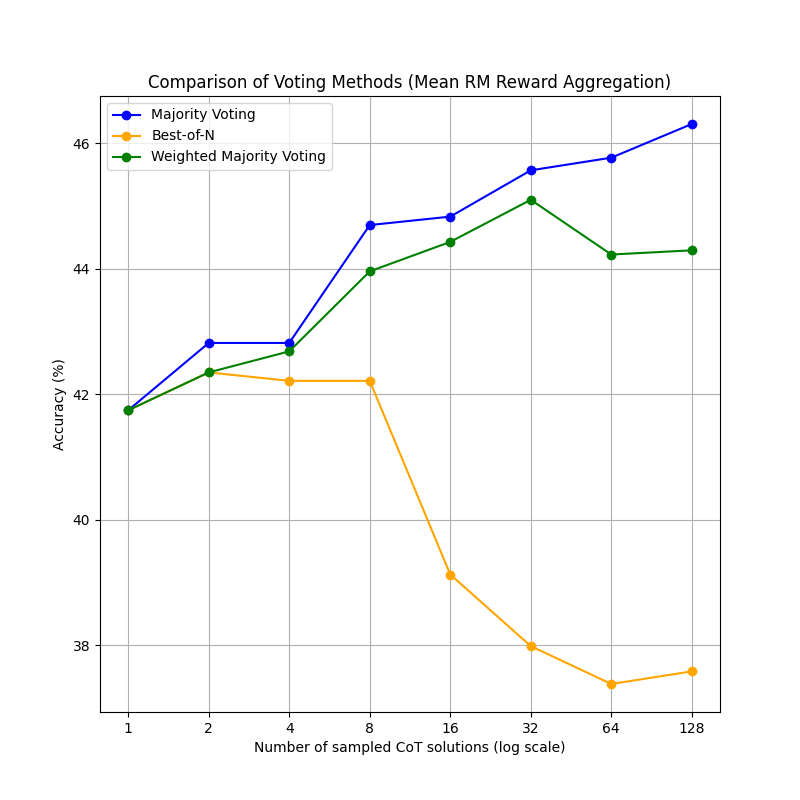 Comparison of Voting Methods (Mean RM Reward Aggregation)
Majority Voting
Best-of-N
Weighted Majority Voting
46
44
42
40
38
Accuracy (%)
1 2 4 8 16 32 64 128
Number of sampled CoT solutions (log scale)